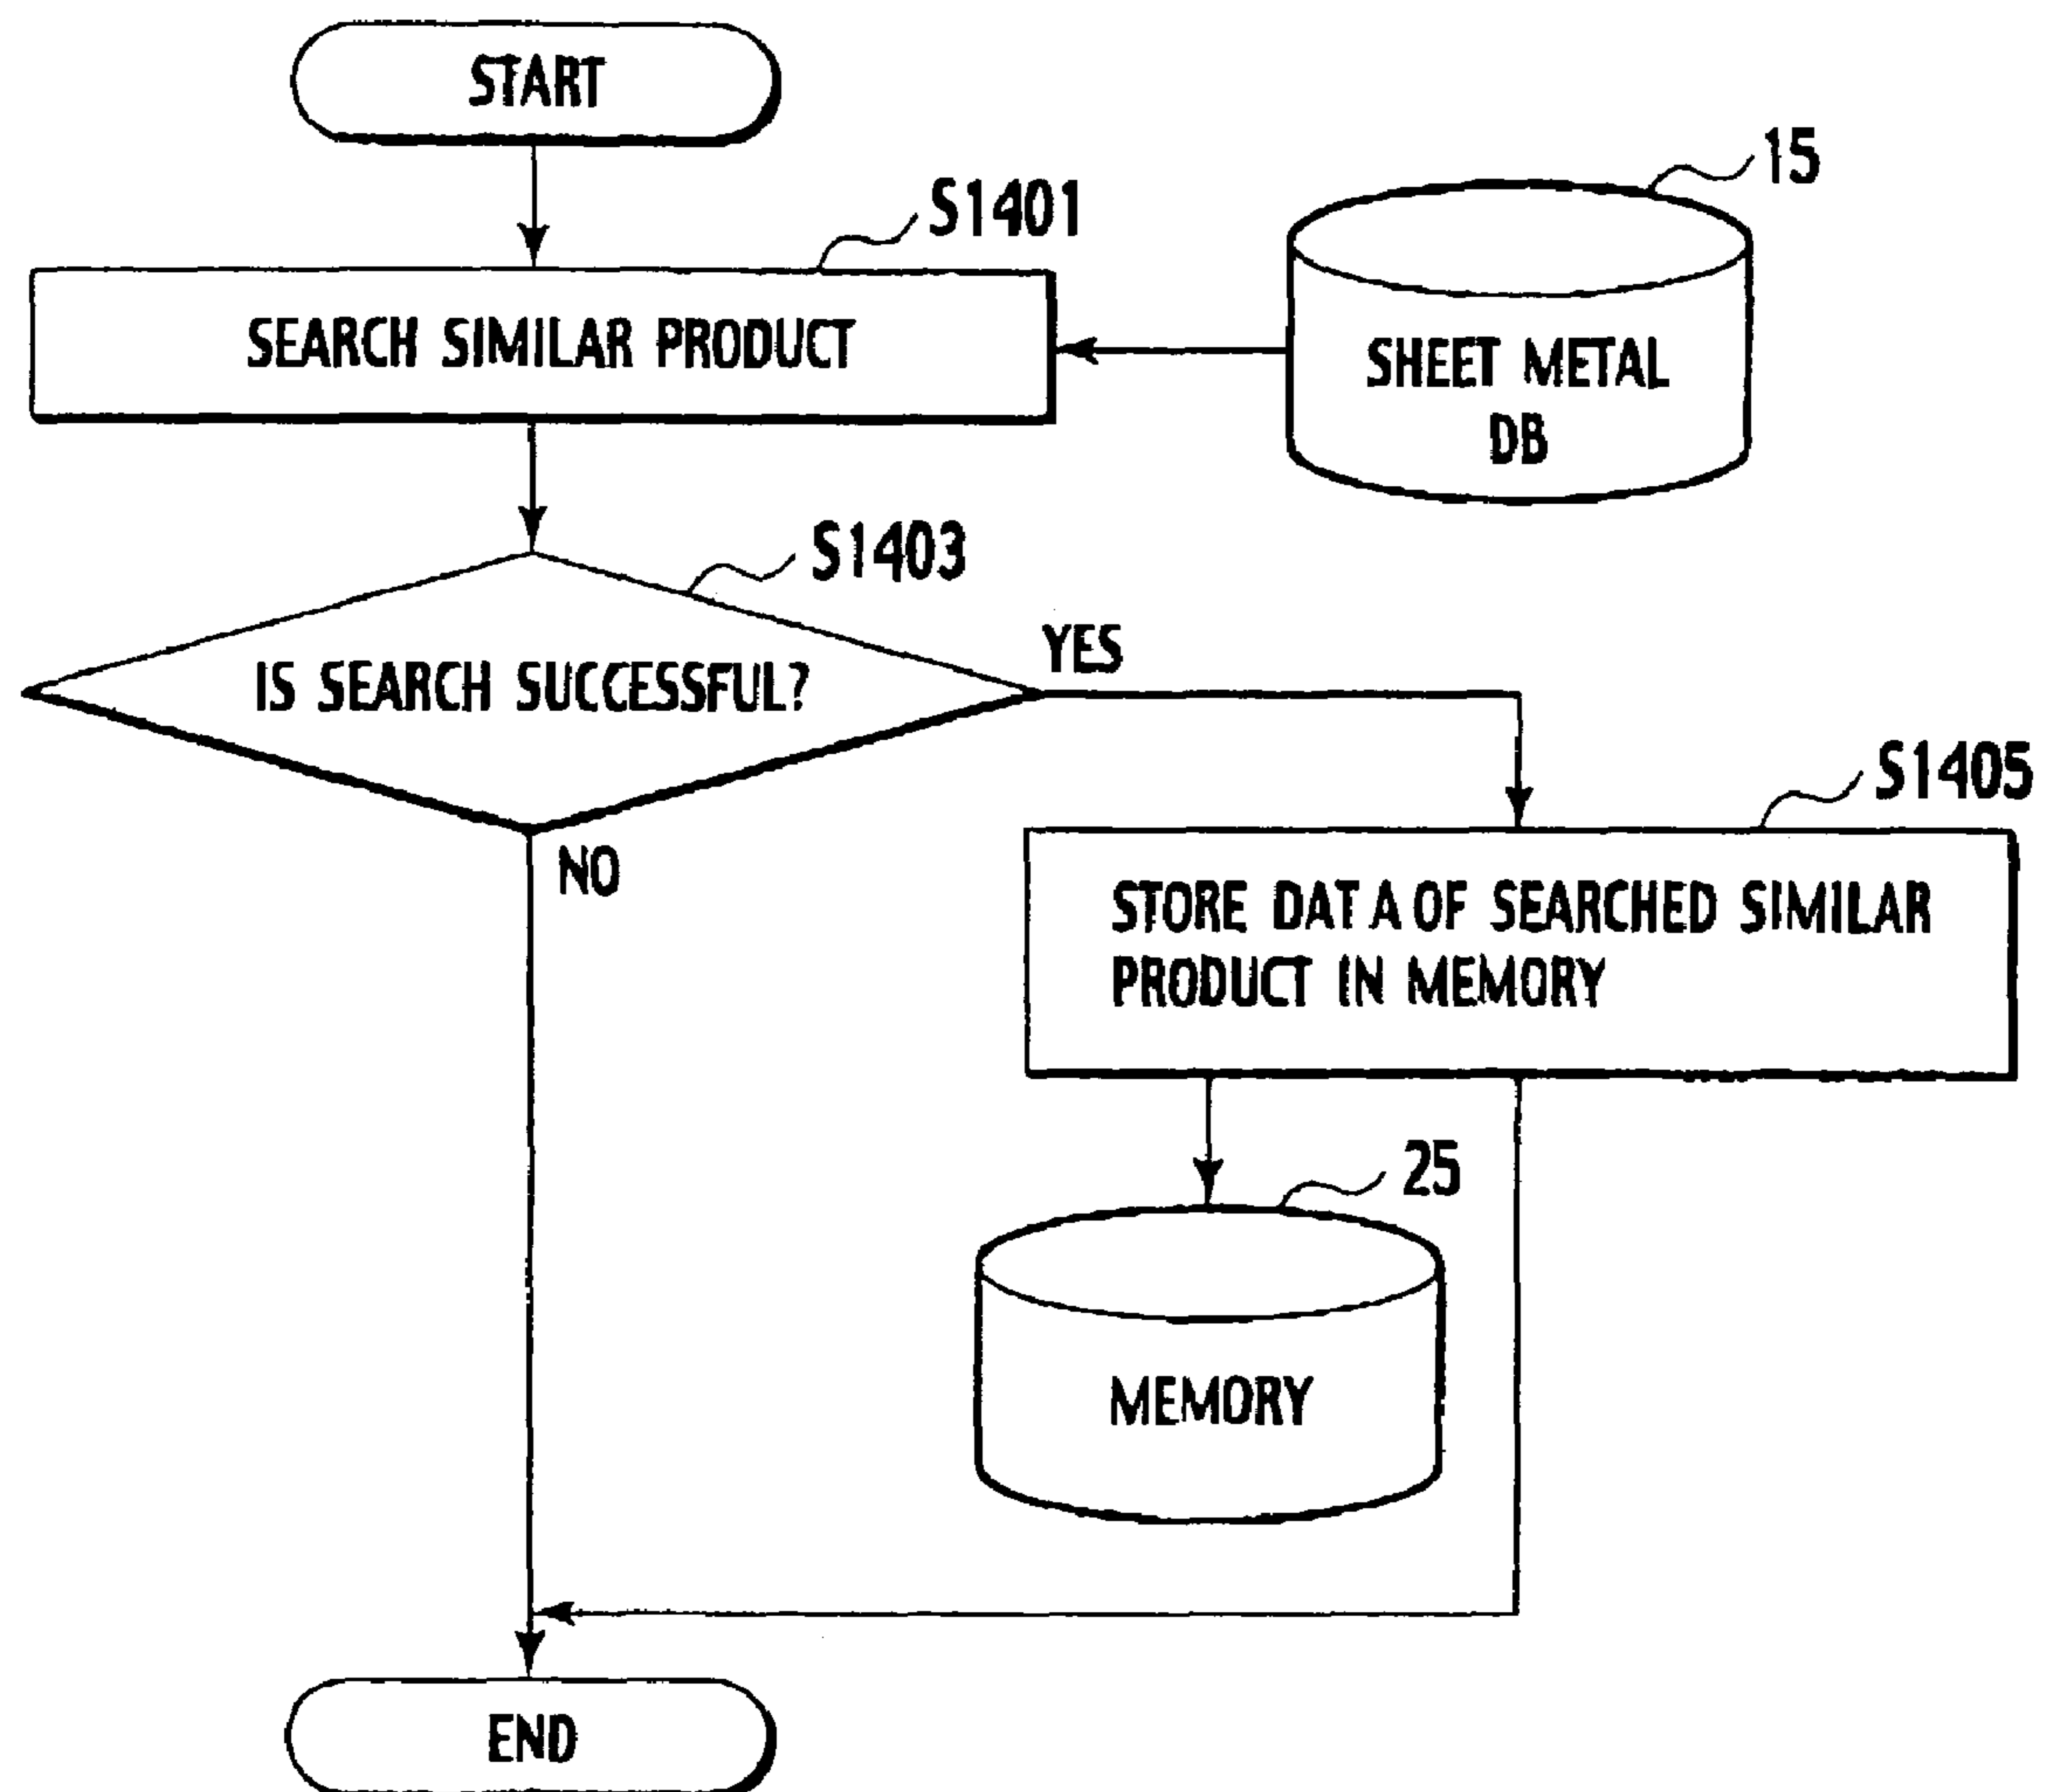 START
15
S1401
SEARCH SIMILAR PRODUCT
SHEET METAL
DB
S1403
IS SEARCH SUCCESSFUL?
YES
NO
S1405
STORE DATA OF SEARCHED SIMILAR
PRODUCT IN MEMORY
25
MEMORY
END